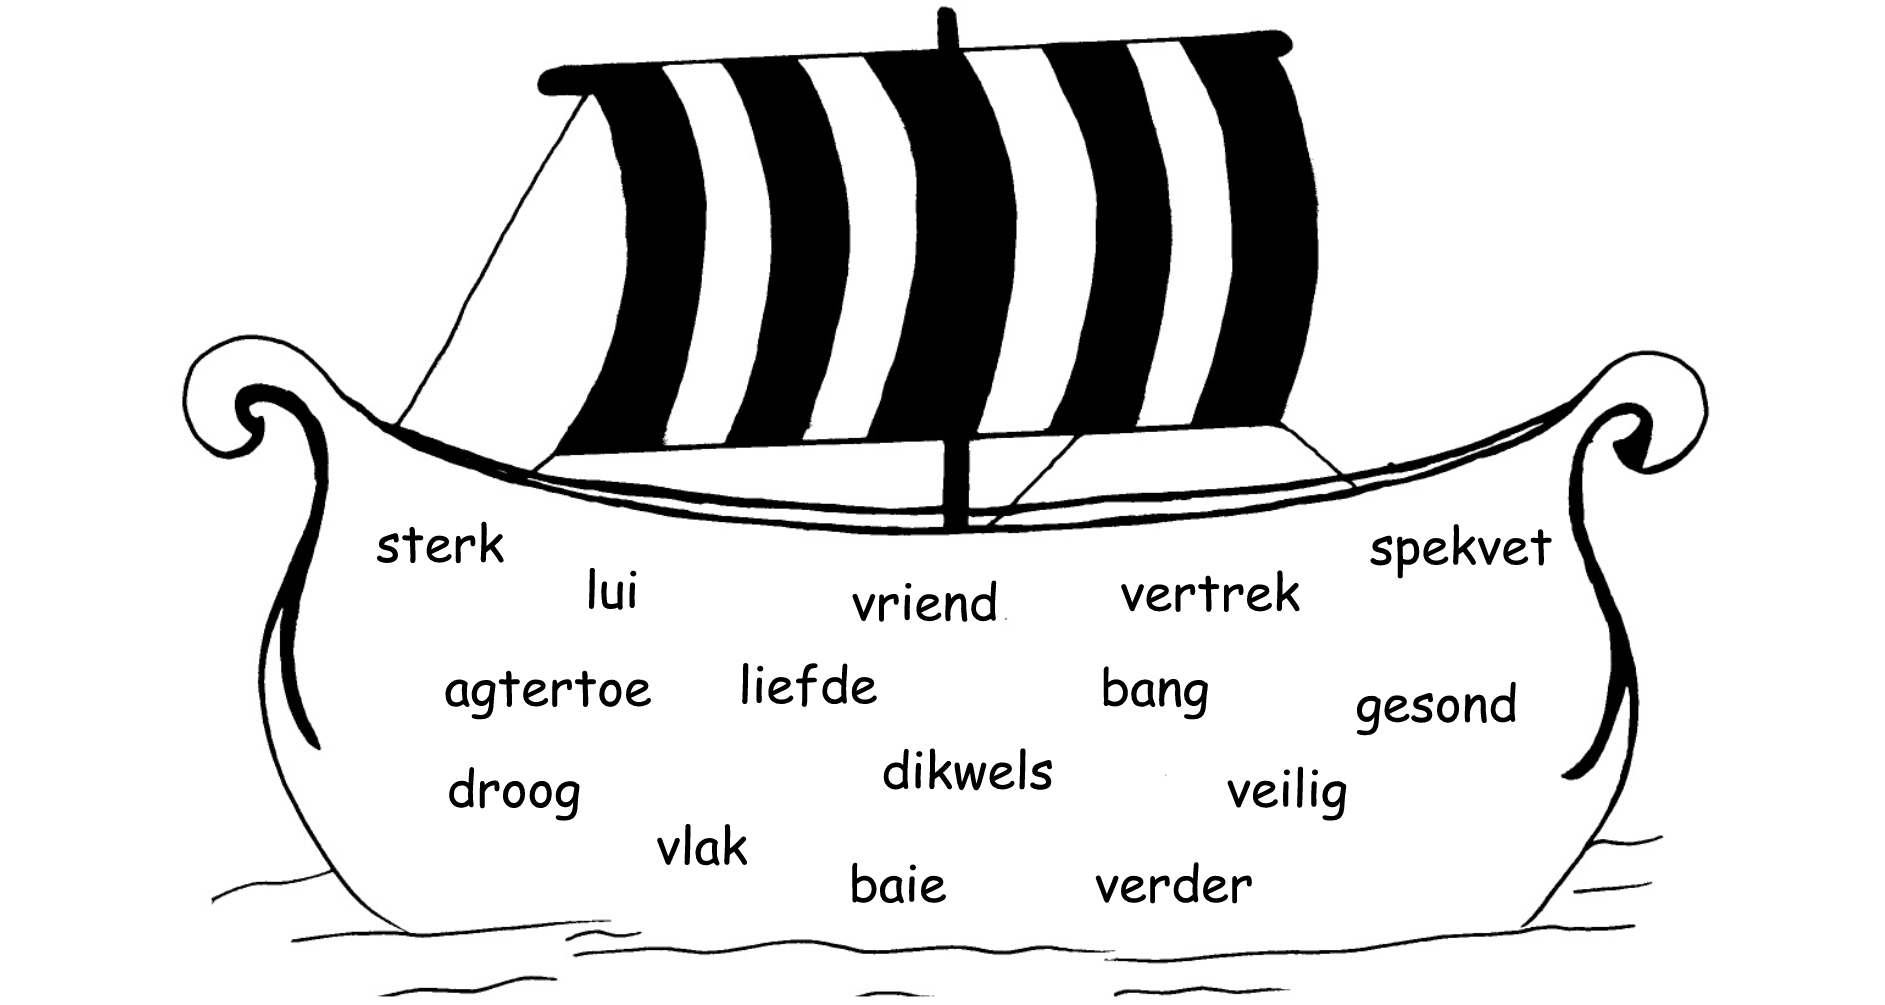 sterk
lui
vriend
vertrek
spekvet
agtertoe
liefde
bang
gesond
droog
dikwels
veilig
vlak
baie
verder